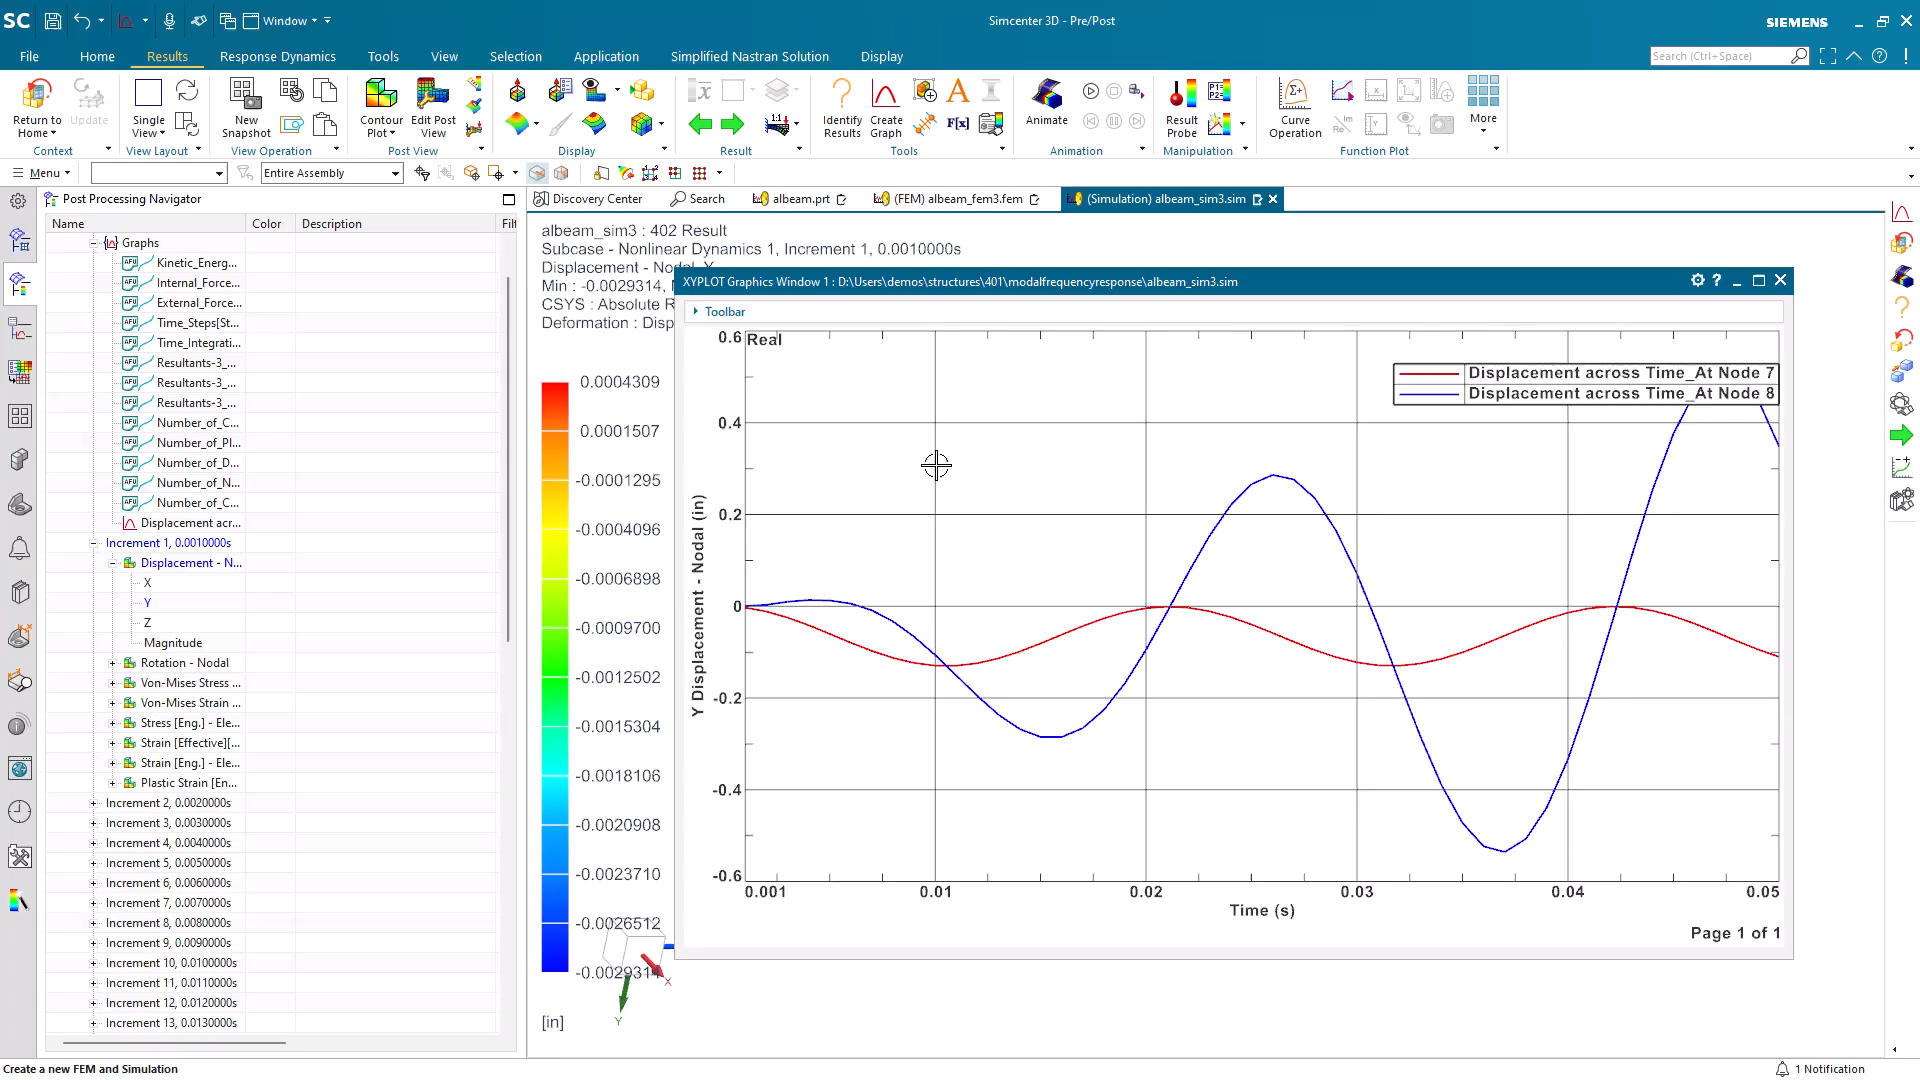 SC
Window
Simcenter 3D - Pre/Post
SIEMENS
File
Home
Results
Response Dynamics
Tools
View
Selection
Application
Simplified Nastran Solution
Display
Search (Ctrl+Space)
Return to Home
Update
Single View
New Snapshot
Contour Plot
Edit Post View
1:1
Identify Results
Create Graph
F[x]
Animate
Result Probe
Curve Operation
More
Context
View Layout
View Operation
Post View
Display
Result
Tools
Animation
Manipulation
Function Plot
Menu
Entire Assembly
Post Processing Navigator
Discovery Center
Search
albeam.prt
(FEM) albeam_fem3.fem
(Simulation) albeam_sim3.sim
Name
Color
Description
Filt
Graphs
Kinetic_Energ...
Internal_Force...
External_Force...
Time_Steps[St...
Time_Integrati...
Resultants-3_...
Resultants-3_...
Resultants-3_...
Number_of_C...
Number_of_Pl...
Number_of_D...
Number_of_N...
Number_of_C...
Displacement acr...
Increment 1, 0.0010000s
Displacement - N...
X
Y
Z
Magnitude
Rotation - Nodal
Von-Mises Stress ...
Von-Mises Strain ...
Stress [Eng.] - Ele...
Strain [Effective][...
Strain [Eng.] - Ele...
Plastic Strain [En...
Increment 2, 0.0020000s
Increment 3, 0.0030000s
Increment 4, 0.0040000s
Increment 5, 0.0050000s
Increment 6, 0.0060000s
Increment 7, 0.0070000s
Increment 8, 0.0080000s
Increment 9, 0.0090000s
Increment 10, 0.0100000s
Increment 11, 0.0110000s
Increment 12, 0.0120000s
Increment 13, 0.0130000s
albeam_sim3 : 402 Result
Subcase - Nonlinear Dynamics 1, Increment 1, 0.0010000s
Displacement - Nodal, Y
Min : -0.0029314,
CSYS : Absolute R
Deformation : Disp
0.0004309
0.0001507
-0.0001295
-0.0004096
-0.0006898
-0.0009700
-0.0012502
-0.0015304
-0.0018106
-0.0020908
-0.0023710
-0.0026512
-0.0029314
[in]
X
Y
XYPLOT Graphics Window 1 : D:\Users\demos\structures\401\modalfrequencyresponse\albeam_sim3.sim
Toolbar
Real
Displacement across Time_At Node 7
Displacement across Time_At Node 8
0.6
0.4
0.2
0
-0.2
-0.4
-0.6
Y Displacement - Nodal (in)
0.001
0.01
0.02
0.03
0.04
0.05
Time (s)
Page 1 of 1
Create a new FEM and Simulation
1 Notification